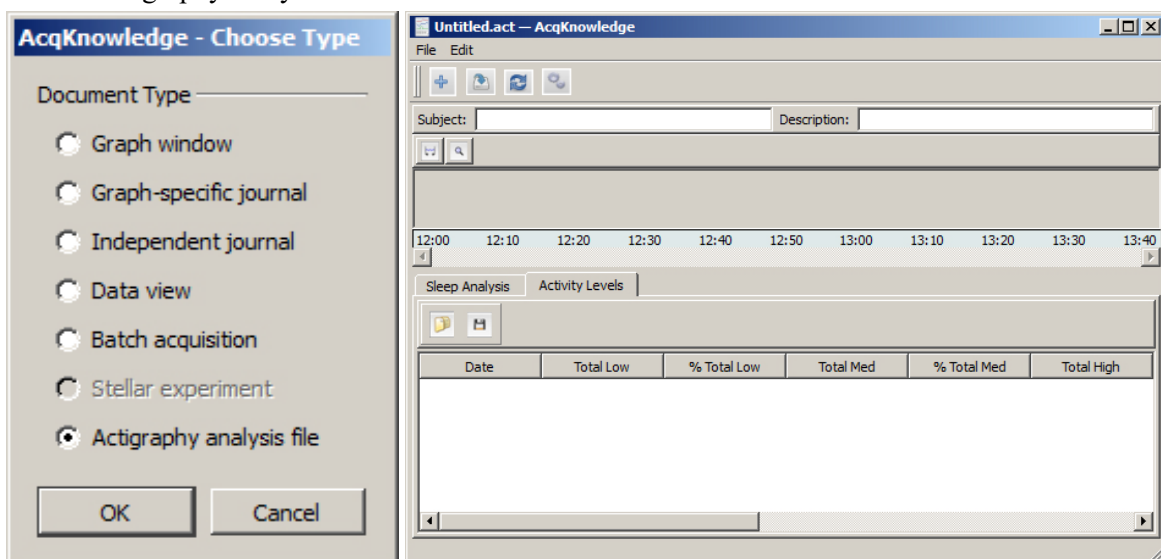 AcqKnowledge - Choose Type
Document Type
Graph window
Graph-specific journal
Independent journal
Data view
Batch acquisition
Stellar experiment
Actigraphy analysis file
OK Cancel
Untitled.act — AcqKnowledge
File Edit
Subject: Description:
12:00 12:10 12:20 12:30 12:40 12:50 13:00 13:10 13:20 13:30 13:40
Sleep Analysis Activity Levels
Date Total Low % Total Low Total Med % Total Med Total High